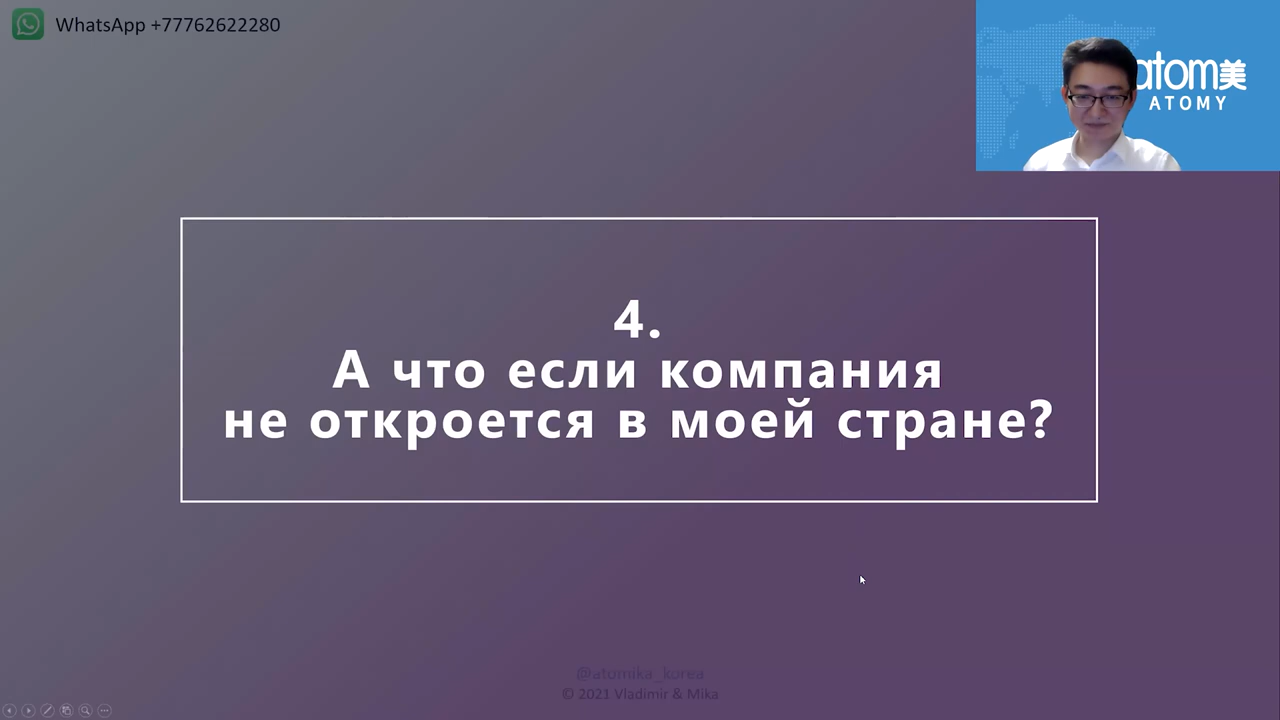 WhatsApp +77762622280
atom美
ATOMY
4.
А что если компания
не откроется в моей стране?
@atomika_korea
© 2021 Vladimir & Mika